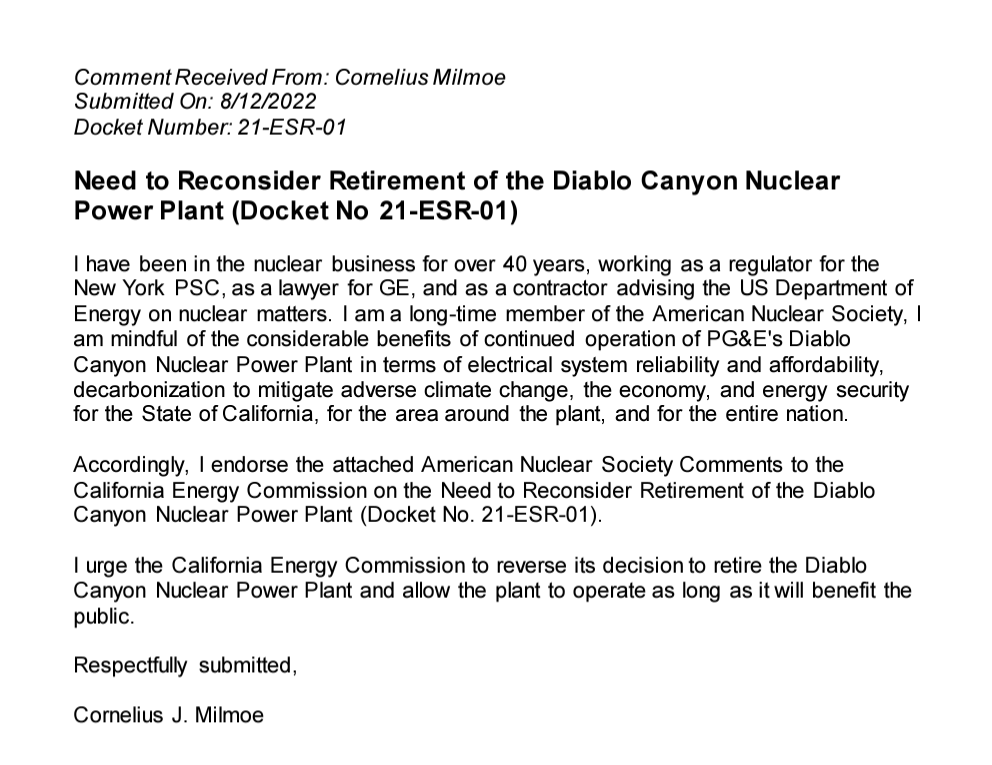 Comment Received From: Cornelius Milmoe
Submitted On: 8/12/2022
Docket Number: 21-ESR-01
Need to Reconsider Retirement of the Diablo Canyon Nuclear
Power Plant (Docket No 21-ESR-01)
I have been in the nuclear business for over 40 years, working as a regulator for the
New York PSC, as a lawyer for GE, and as a contractor advising the US Department of
Energy on nuclear matters. I am a long-time member of the American Nuclear Society, I
am mindful of the considerable benefits of continued operation of PG&E's Diablo
Canyon Nuclear Power Plant in terms of electrical system reliability and affordability,
decarbonization to mitigate adverse climate change, the economy, and energy security
for the State of California, for the area around the plant, and for the entire nation.
Accordingly, I endorse the attached American Nuclear Society Comments to the
California Energy Commission on the Need to Reconsider Retirement of the Diablo
Canyon Nuclear Power Plant (Docket No. 21-ESR-01).
I urge the California Energy Commission to reverse its decision to retire the Diablo
Canyon Nuclear Power Plant and allow the plant to operate as long as it will benefit the
public.
Respectfully submitted,
Cornelius J. Milmoe